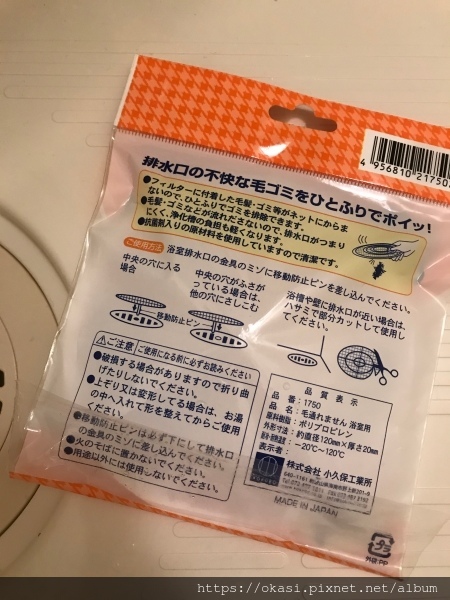 4 956810 21750
排水口の不快な毛ゴミをひとふりでポイッ!
●フィルターに付着した毛髪・ゴミ等がネットにからま
ないので、ひとふりでゴミを排除できます。
●毛髪・ゴミなどが流れださないので、排水口がつまり
にくく、浄化槽の負担も軽くなります。
●抗菌剤入りの原材料を使用していますので清潔です。
ご使用方法 浴室排水口の金具のミゾに移動防止ピンを差し込んでください。
中央の穴に入る
場合
中央の穴がふさが
っている場合は、
他の穴にさしこむ
浴槽や壁に排水口が近い場合は、
ハサミで部分カットして使用し
てください。
移動防止ピン
ご注意 ご使用になる前に必ずお読みください
●破損する場合がありますので折り曲
げたりしないでください。
●上ぞり又は変形してる場合は、お湯
の中へ入れて形を整えてからご使用
ください。
●移動防止ピンは必ず下にして排水口
の金具のミゾに差し込んでください。
●火のそばに置かないでください。
●用途以外には使用しないでください。
品質表示
品番:1750
品名:毛通れません 浴室用
原料樹脂:ポリプロピレン
外形寸法:約直径120mm×厚さ20mm
耐熱・耐冷温度:−20℃〜120℃
表示者:
株式会社 小久保工業所
MADE IN JAPAN
プラ
外袋:PP
https://okasi.pixnet.net/album